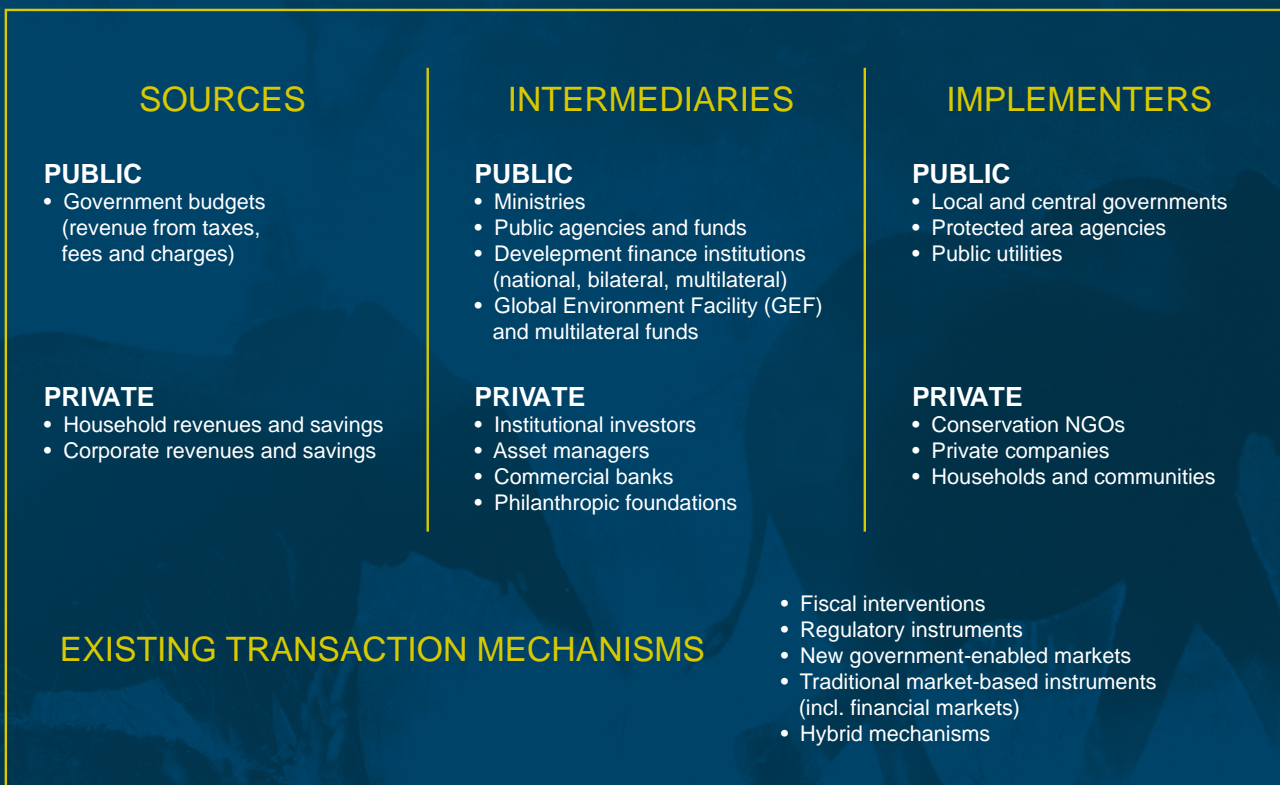 SOURCES
PUBLIC
• Government budgets
(revenue from taxes,
fees and charges)
PRIVATE
• Household revenues and savings
• Corporate revenues and savings
INTERMEDIARIES
PUBLIC
• Ministries
• Public agencies and funds
• Develepment finance institutions
(national, bilateral, multilateral)
• Global Environment Facility (GEF)
and multilateral funds
PRIVATE
• Institutional investors
• Asset managers
• Commercial banks
• Philanthropic foundations
IMPLEMENTERS
PUBLIC
• Local and central governments
• Protected area agencies
• Public utilities
PRIVATE
• Conservation NGOs
• Private companies
• Households and communities
EXISTING TRANSACTION MECHANISMS
• Fiscal interventions
• Regulatory instruments
• New government-enabled markets
• Traditional market-based instruments
(incl. financial markets)
• Hybrid mechanisms